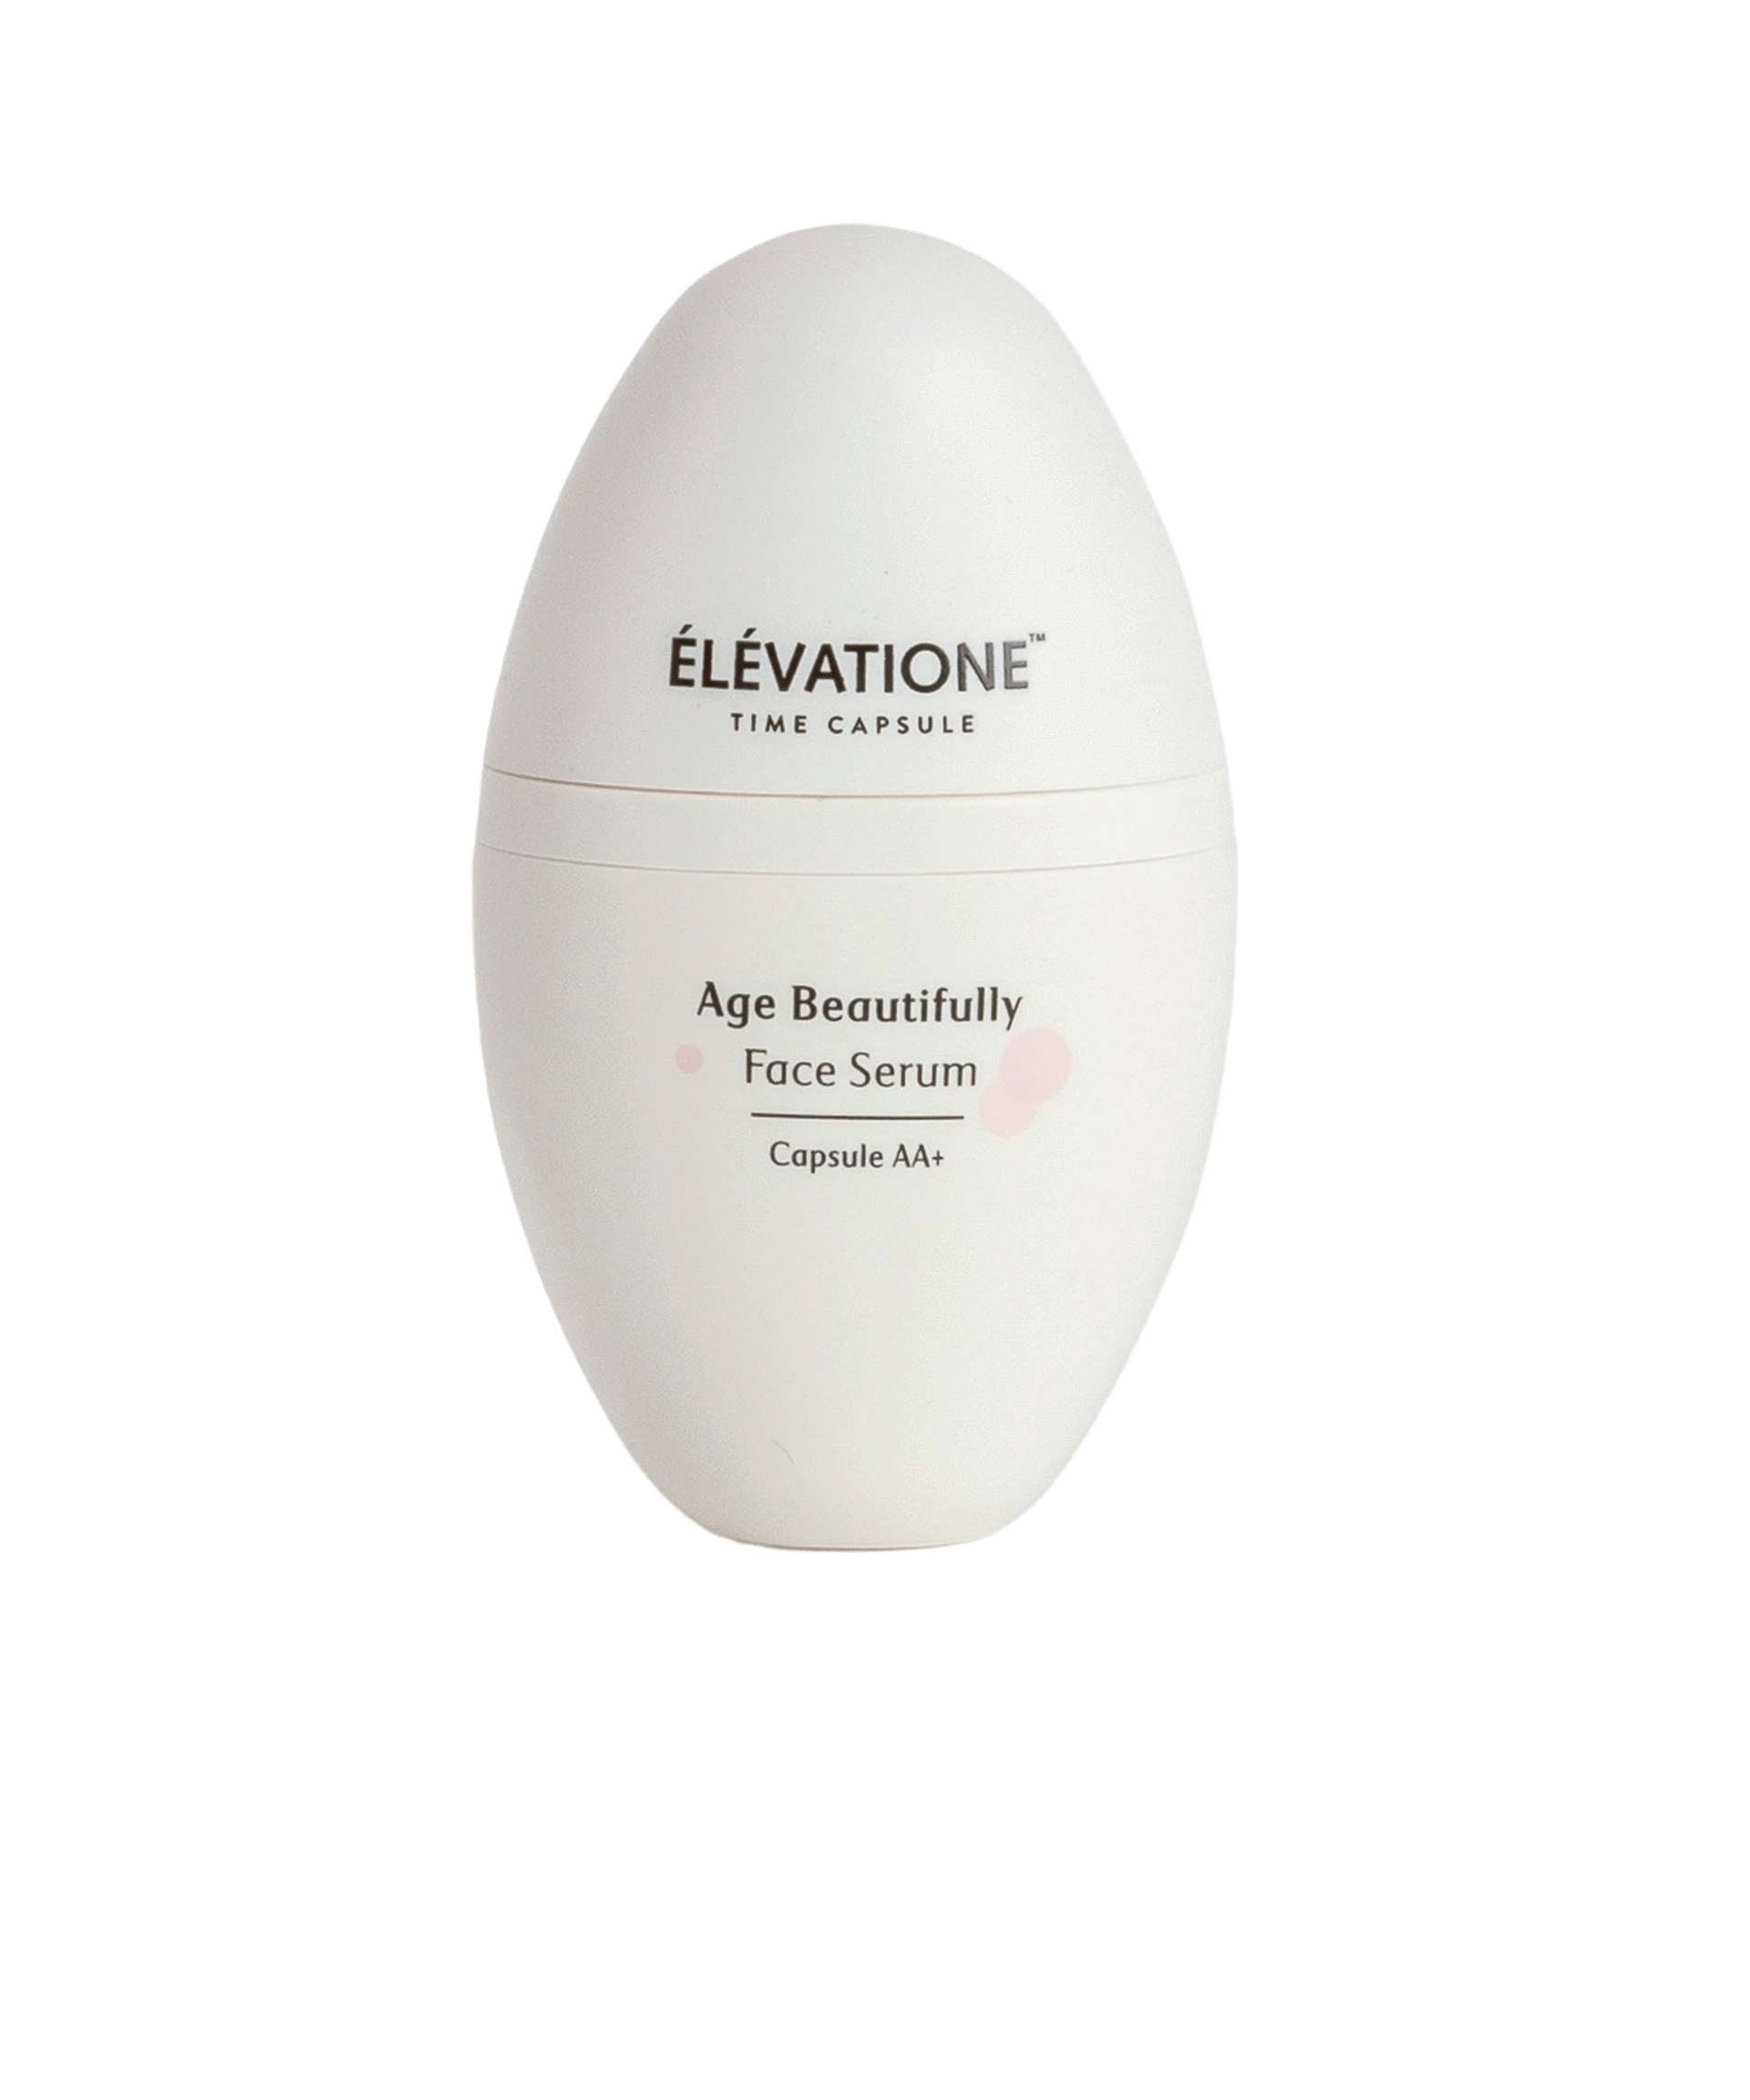 ÉLÉVATIONE™
TIME CAPSULE
Age Beautifully
Face Serum
Capsule AA+